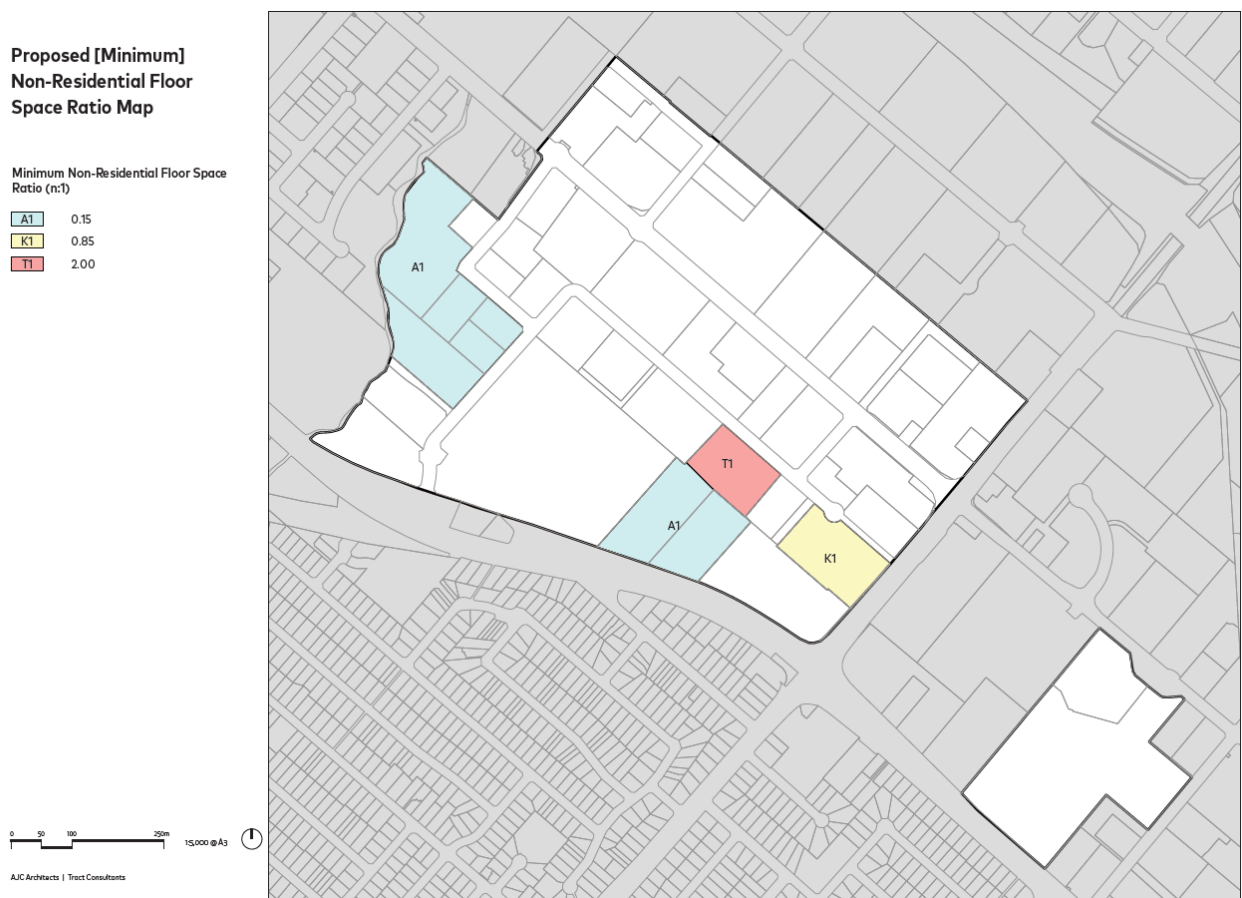 Proposed [Minimum]
Non-Residential Floor
Space Ratio Map
Minimum Non-Residential Floor Space
Ratio (n:1)
A1 0.15
K1 0.85
T1 2.00
A1
T1
A1
K1
0 50 100 250m
1:5,000 @A3
AJC Architects | Tract Consultants